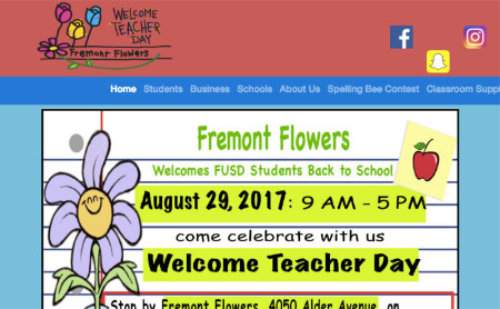 WELCOME
TEACHER
DAY
Fremont Flowers
Home Students Business Schools About Us Spelling Bee Contest Classroom Suppl
Fremont Flowers
Welcomes FUSD Students Back to School
August 29, 2017: 9 AM - 5 PM
come celebrate with us
Welcome Teacher Day
Stop by Fremont Flowers, 4050 Alder Avenue, on